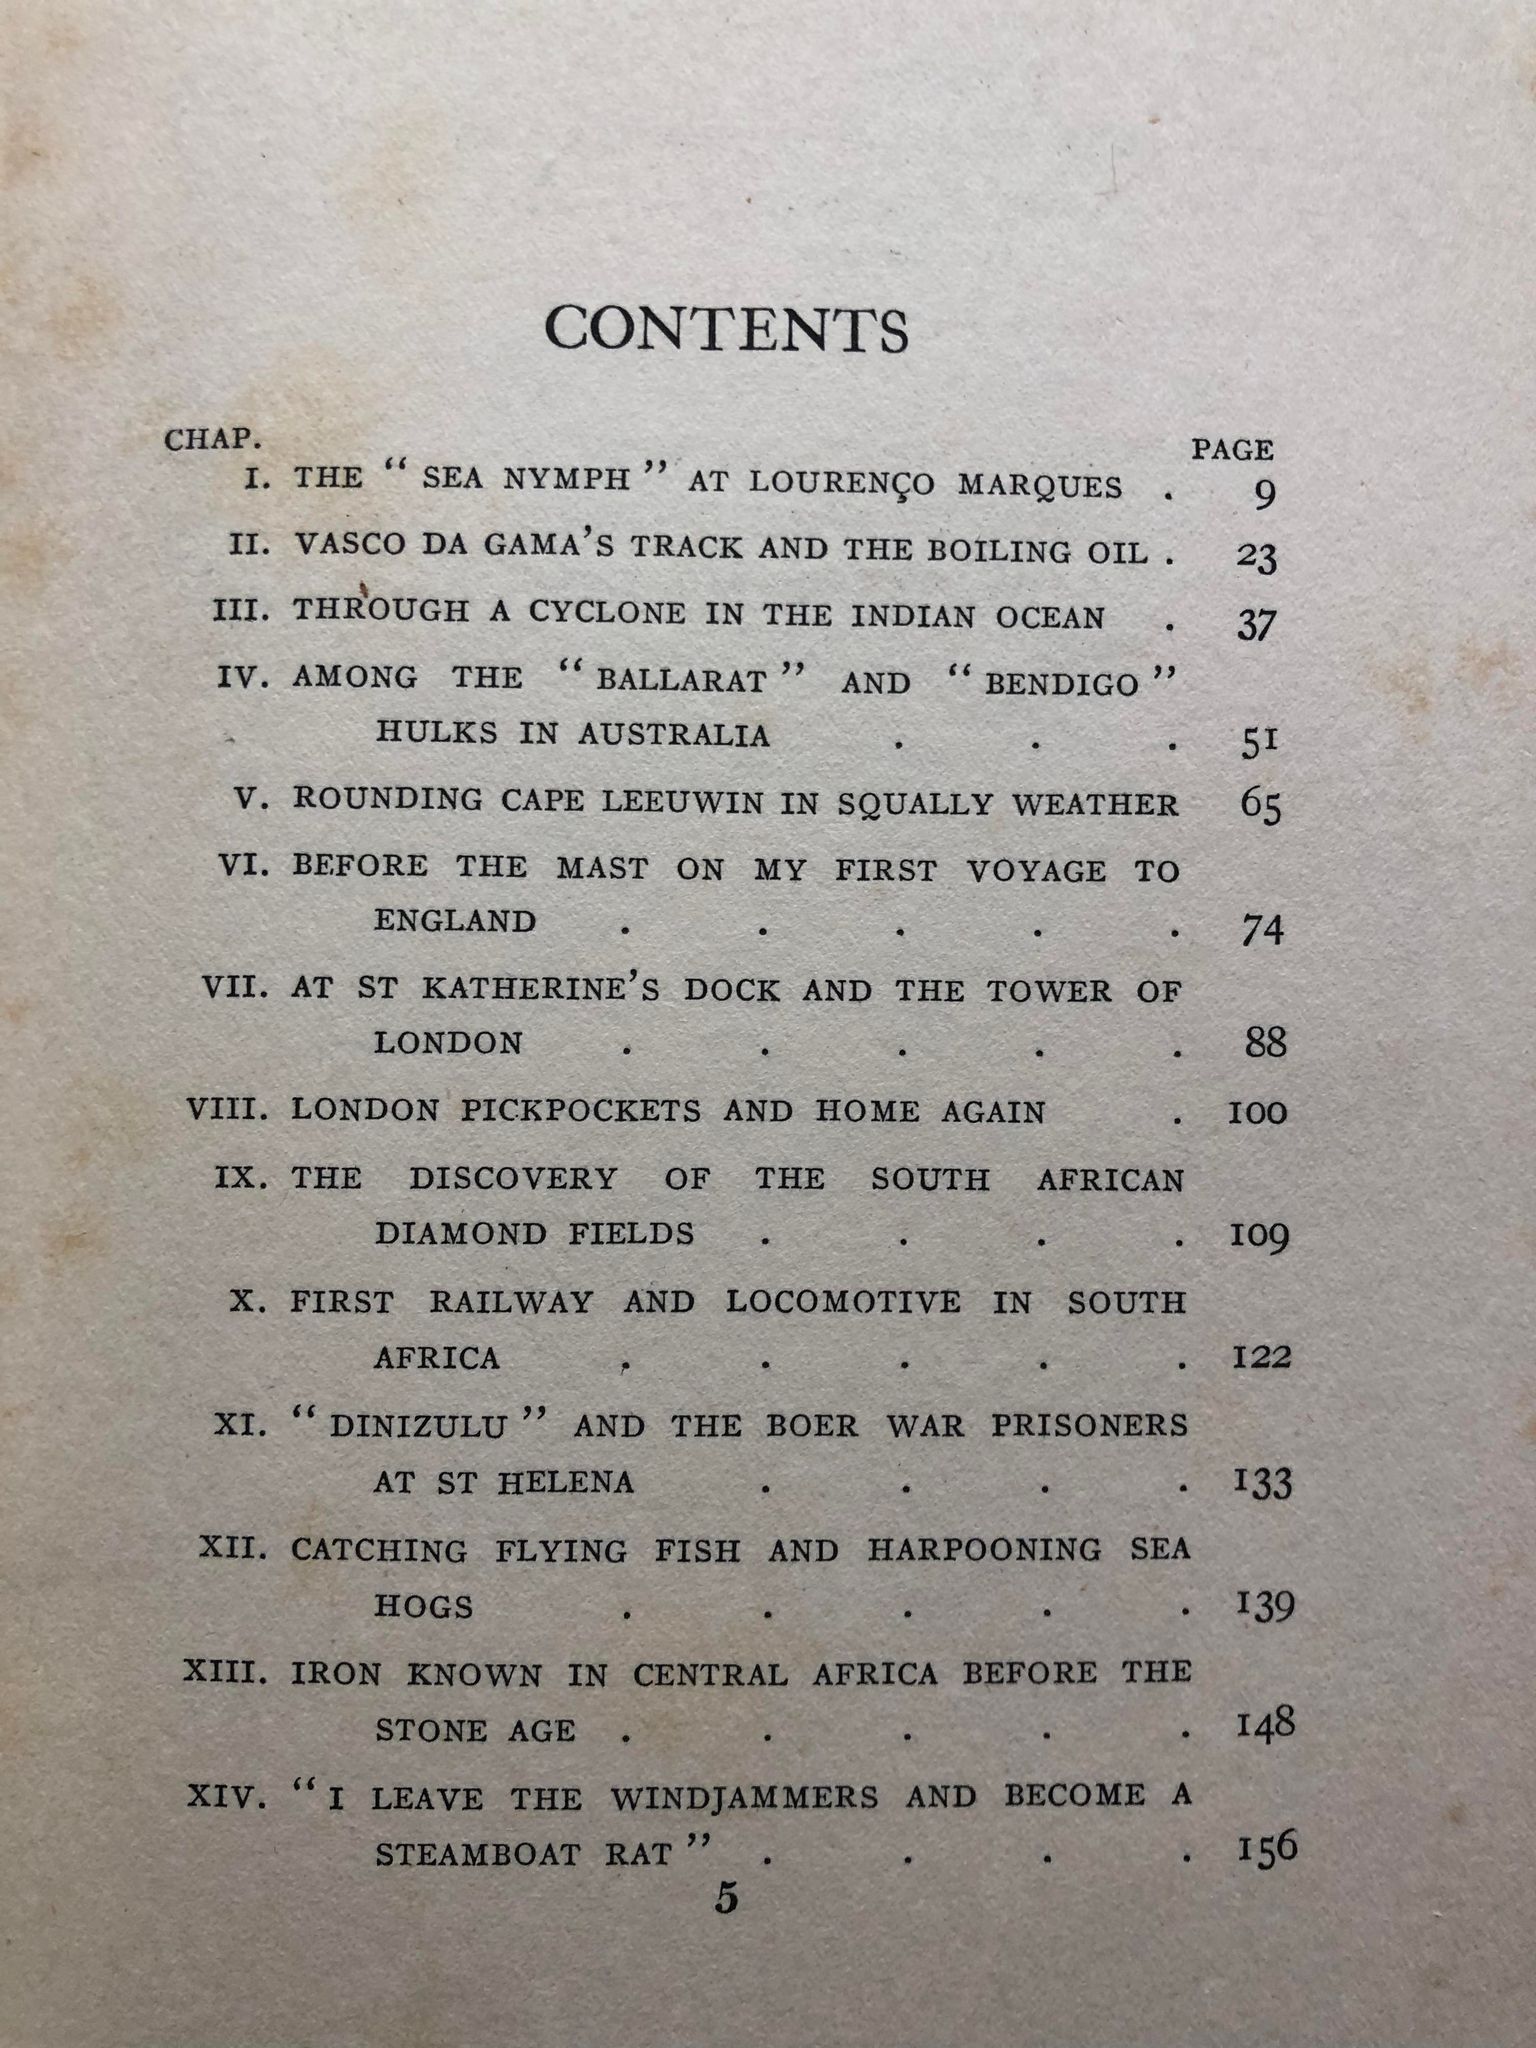 CONTENTS
CHAP. PAGE
I. THE “ SEA NYMPH ” AT LOURENÇO MARQUES . 9
II. VASCO DA GAMA’S TRACK AND THE BOILING OIL . 23
III. THROUGH A CYCLONE IN THE INDIAN OCEAN . 37
IV. AMONG THE “ BALLARAT ” AND “ BENDIGO ”
HULKS IN AUSTRALIA . . . 51
V. ROUNDING CAPE LEEUWIN IN SQUALLY WEATHER 65
VI. BEFORE THE MAST ON MY FIRST VOYAGE TO
ENGLAND . . . . . 74
VII. AT ST KATHERINE’S DOCK AND THE TOWER OF
LONDON . . . . . 88
VIII. LONDON PICKPOCKETS AND HOME AGAIN . 100
IX. THE DISCOVERY OF THE SOUTH AFRICAN
DIAMOND FIELDS . . . . 109
X. FIRST RAILWAY AND LOCOMOTIVE IN SOUTH
AFRICA . . . . . 122
XI. “ DINIZULU ” AND THE BOER WAR PRISONERS
AT ST HELENA . . . . 133
XII. CATCHING FLYING FISH AND HARPOONING SEA
HOGS . . . . . 139
XIII. IRON KNOWN IN CENTRAL AFRICA BEFORE THE
STONE AGE . . . . . 148
XIV. “ I LEAVE THE WINDJAMMERS AND BECOME A
STEAMBOAT RAT ” . . . . 156
5